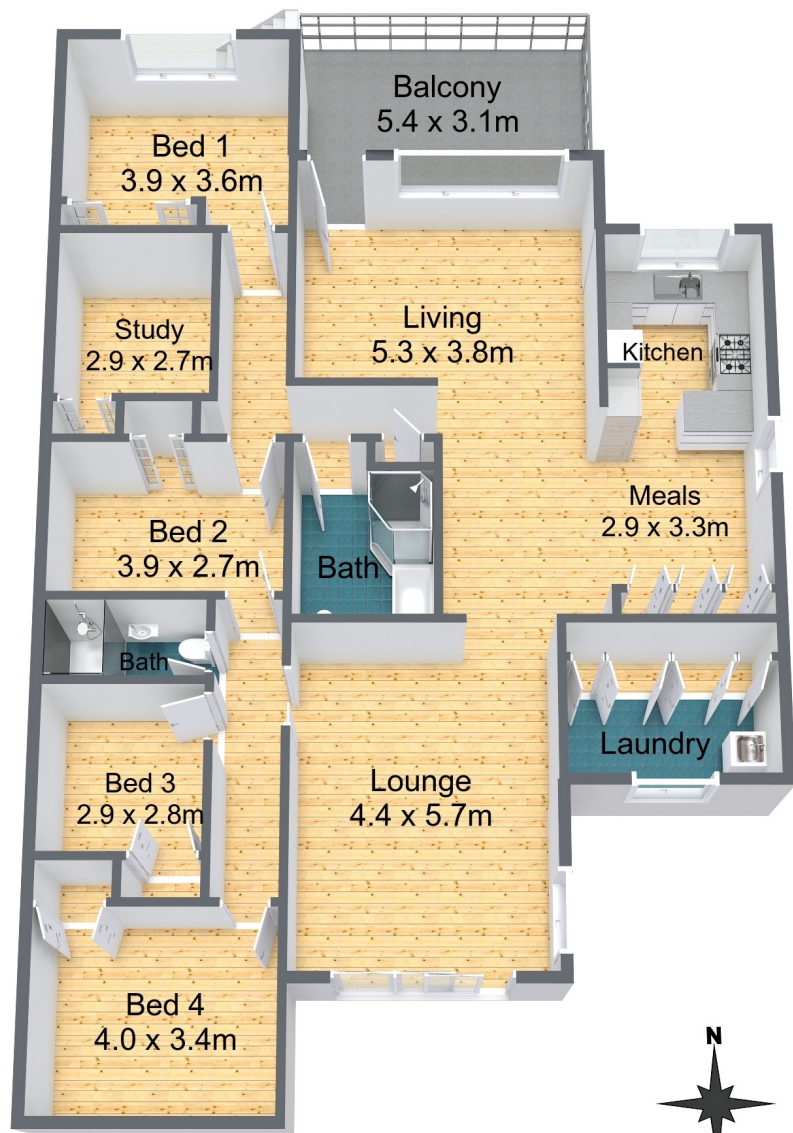 Balcony
5.4 x 3.1m
Bed 1
3.9 x 3.6m
Study
2.9 x 2.7m
Living
5.3 x 3.8m
Kitchen
Meals
2.9 x 3.3m
Bed 2
3.9 x 2.7m
Bath
Bath
Laundry
Bed 3
2.9 x 2.8m
Lounge
4.4 x 5.7m
Bed 4
4.0 x 3.4m
N